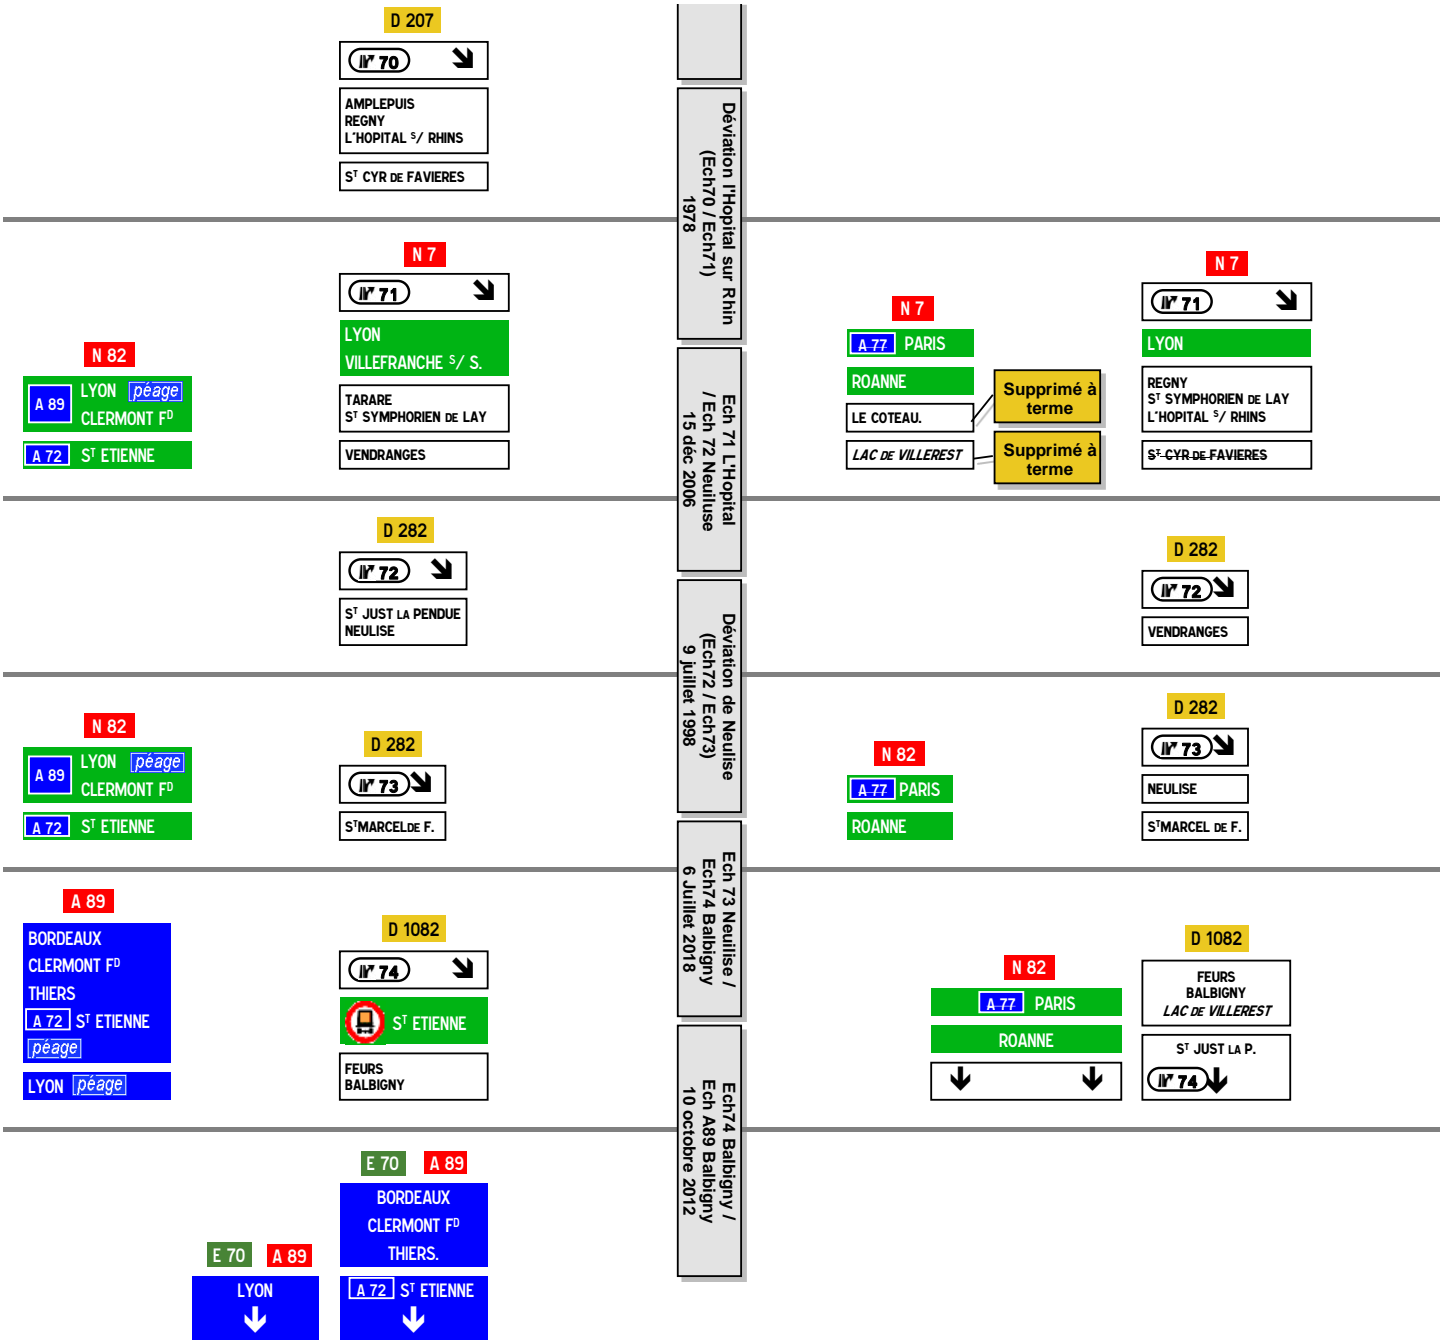 D 207
70
AMPLEPUIS
REGNY
L'HOPITAL S/ RHINS
ST CYR DE FAVIERES
Déviation l'Hopital sur Rhin
(Ech70 / Ech71)
1978
N 82
A 89 LYON péage
CLERMONT FD
A 72 ST ETIENNE
N 7
71
LYON
VILLEFRANCHE S/ S.
TARARE
ST SYMPHORIEN DE LAY
VENDRANGES
N 7
A 77 PARIS
ROANNE
LE COTEAU.
LAC DE VILLEREST
Supprimé à
terme
Supprimé à
terme
N 7
71
LYON
REGNY
ST SYMPHORIEN DE LAY
L'HOPITAL S/ RHINS
ST CYR DE FAVIERES
Ech 71 L'Hopital
/ Ech 72 Neuiluse
15 déc 2006
D 282
72
ST JUST LA PENDUE
NEULISE
D 282
72
VENDRANGES
Déviation de Neulise
(Ech72 / Ech73)
9 juillet 1998
N 82
A 89 LYON péage
CLERMONT FD
A 72 ST ETIENNE
D 282
73
STMARCELDE F.
N 82
A 77 PARIS
ROANNE
D 282
73
NEULISE
STMARCEL DE F.
Ech 73 Neuilise /
Ech74 Balbigny
6 Juillet 2018
A 89
BORDEAUX
CLERMONT FD
THIERS
A 72 ST ETIENNE
péage
LYON péage
D 1082
74
ST ETIENNE
FEURS
BALBIGNY
N 82
A 77 PARIS
ROANNE
D 1082
FEURS
BALBIGNY
LAC DE VILLEREST
ST JUST LA P.
74
Ech74 Balbigny /
Ech A89 Balbigny
10 octobre 2012
E 70 A 89
LYON
E 70 A 89
BORDEAUX
CLERMONT FD
THIERS.
A 72 ST ETIENNE